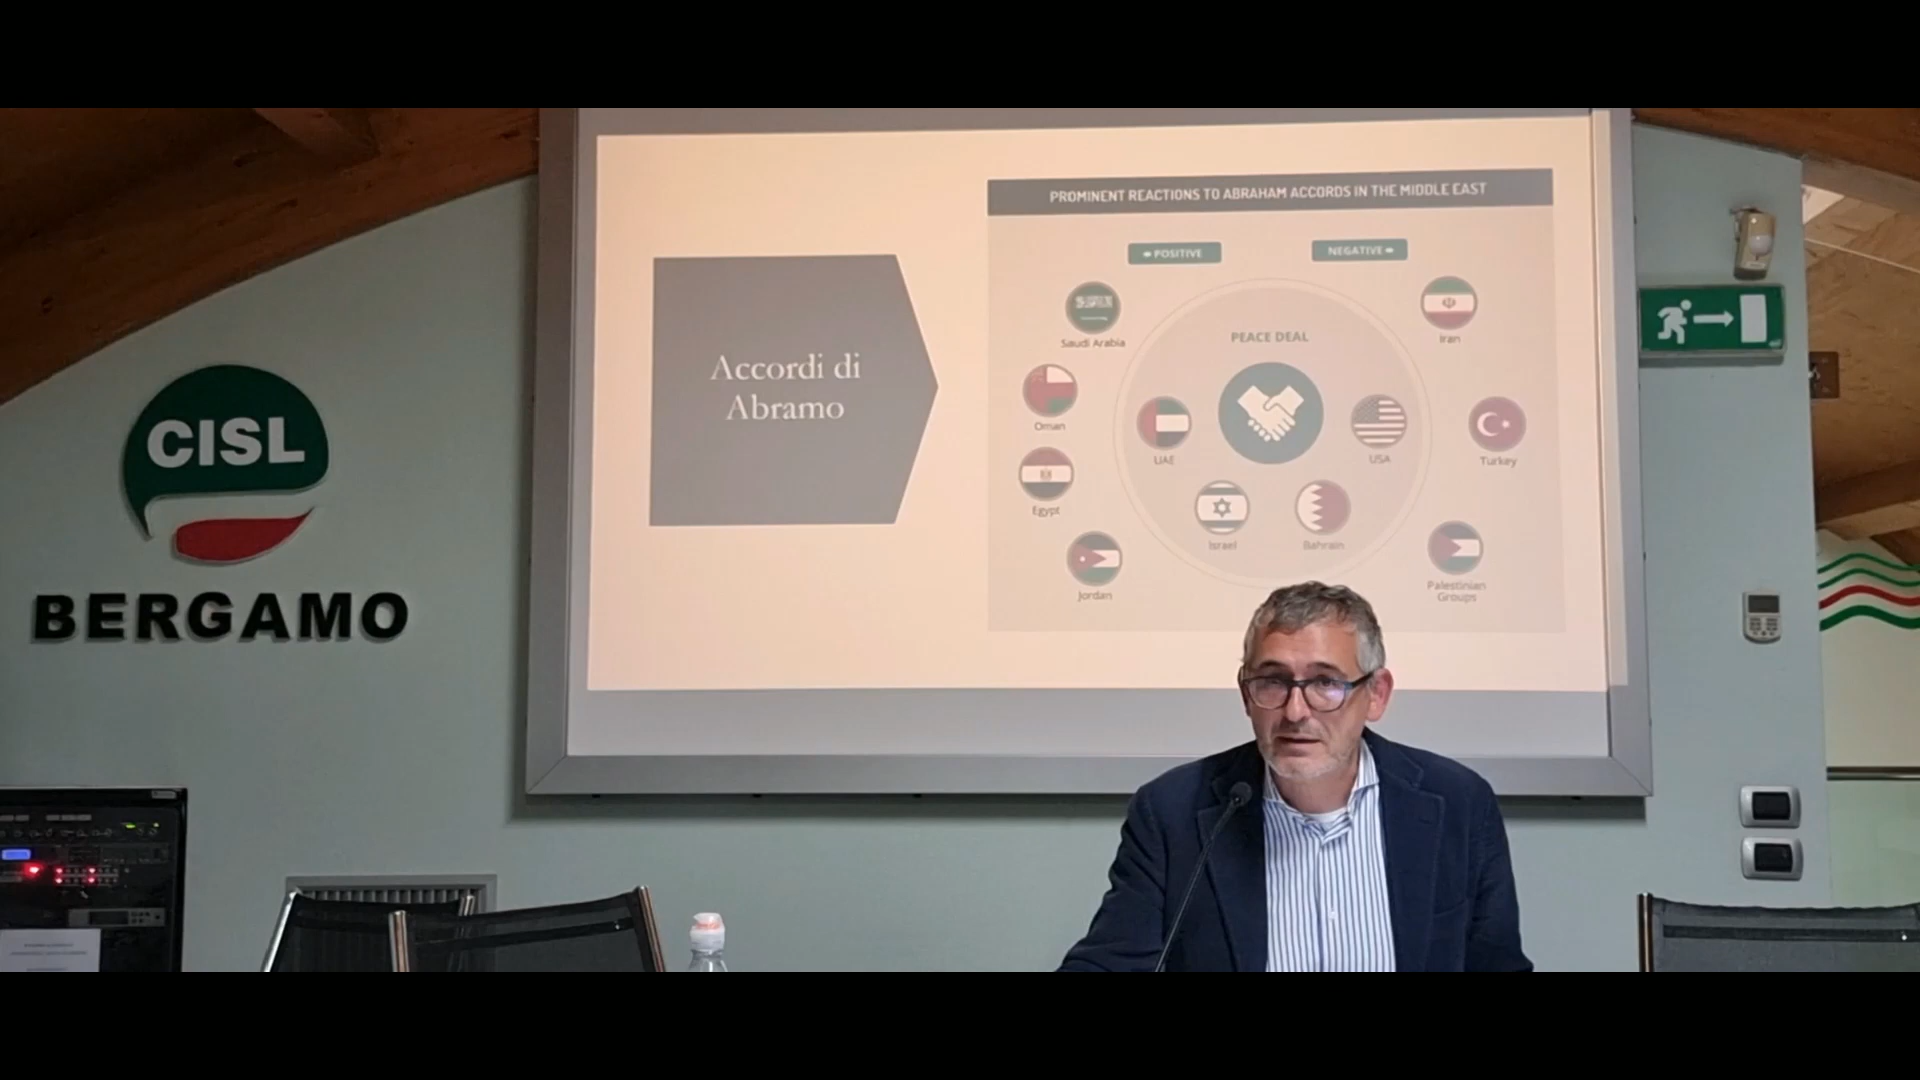 PROMINENT REACTIONS TO ABRAHAM ACCORDS IN THE MIDDLE EAST
POSITIVE
NEGATIVE
Saudi Arabia
Iran
PEACE DEAL
Accordi di
Abramo
Oman
UAE
USA
Turkey
Egypt
Israel
Bahrain
Jordan
Palestinian
Groups
CISL
BERGAMO